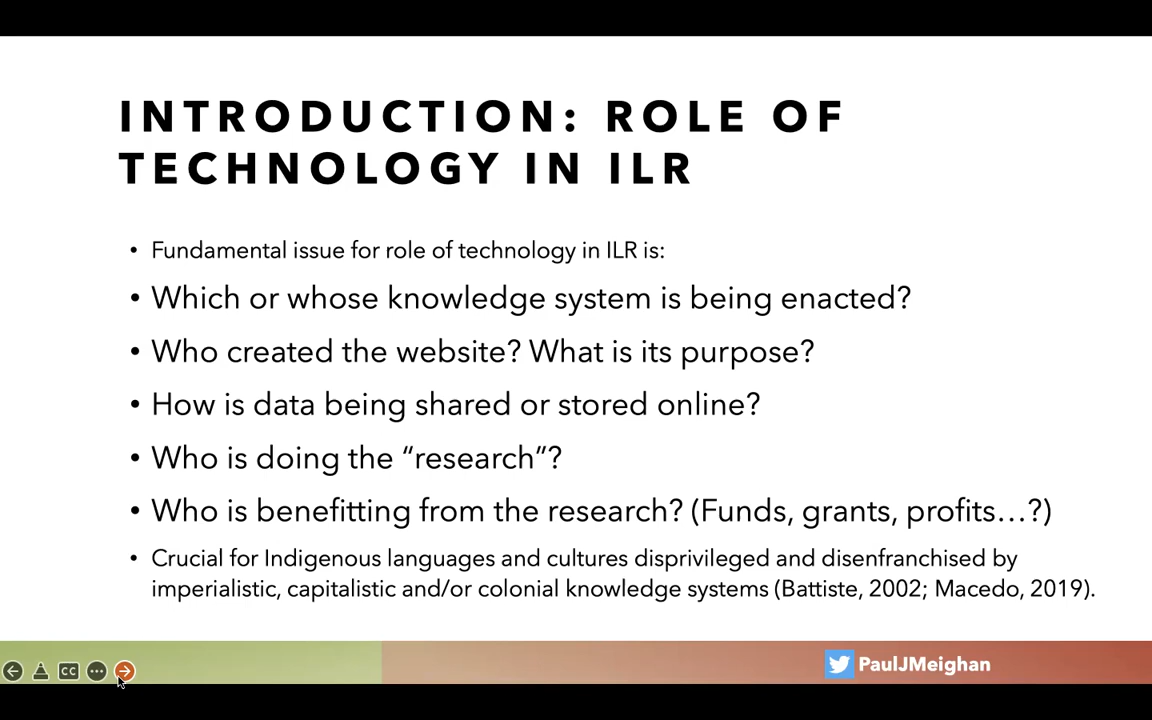 INTRODUCTION: ROLE OF
TECHNOLOGY IN ILR
• Fundamental issue for role of technology in ILR is:
• Which or whose knowledge system is being enacted?
• Who created the website? What is its purpose?
• How is data being shared or stored online?
• Who is doing the “research”?
• Who is benefitting from the research? (Funds, grants, profits…?)
• Crucial for Indigenous languages and cultures disprivileged and disenfranchised by
imperialistic, capitalistic and/or colonial knowledge systems (Battiste, 2002; Macedo, 2019).
CC
PaulJMeighan